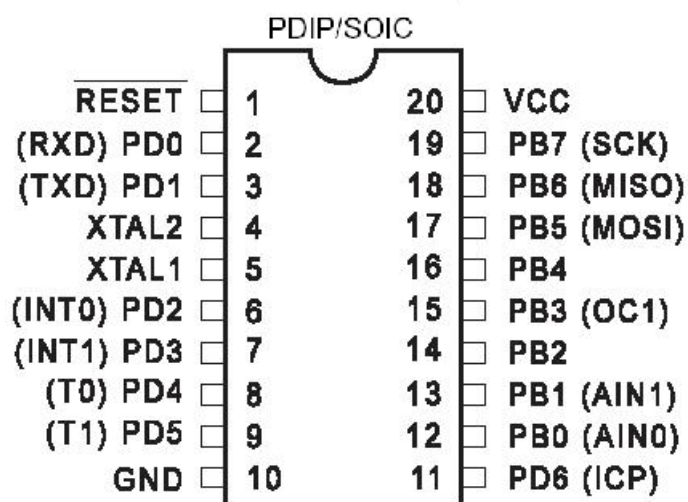 PDIP/SOIC
RESET 1 20 VCC
(RXD) PD0 2 19 PB7 (SCK)
(TXD) PD1 3 18 PB6 (MISO)
XTAL2 4 17 PB5 (MOSI)
XTAL1 5 16 PB4
(INT0) PD2 6 15 PB3 (OC1)
(INT1) PD3 7 14 PB2
(T0) PD4 8 13 PB1 (AIN1)
(T1) PD5 9 12 PB0 (AIN0)
GND 10 11 PD6 (ICP)